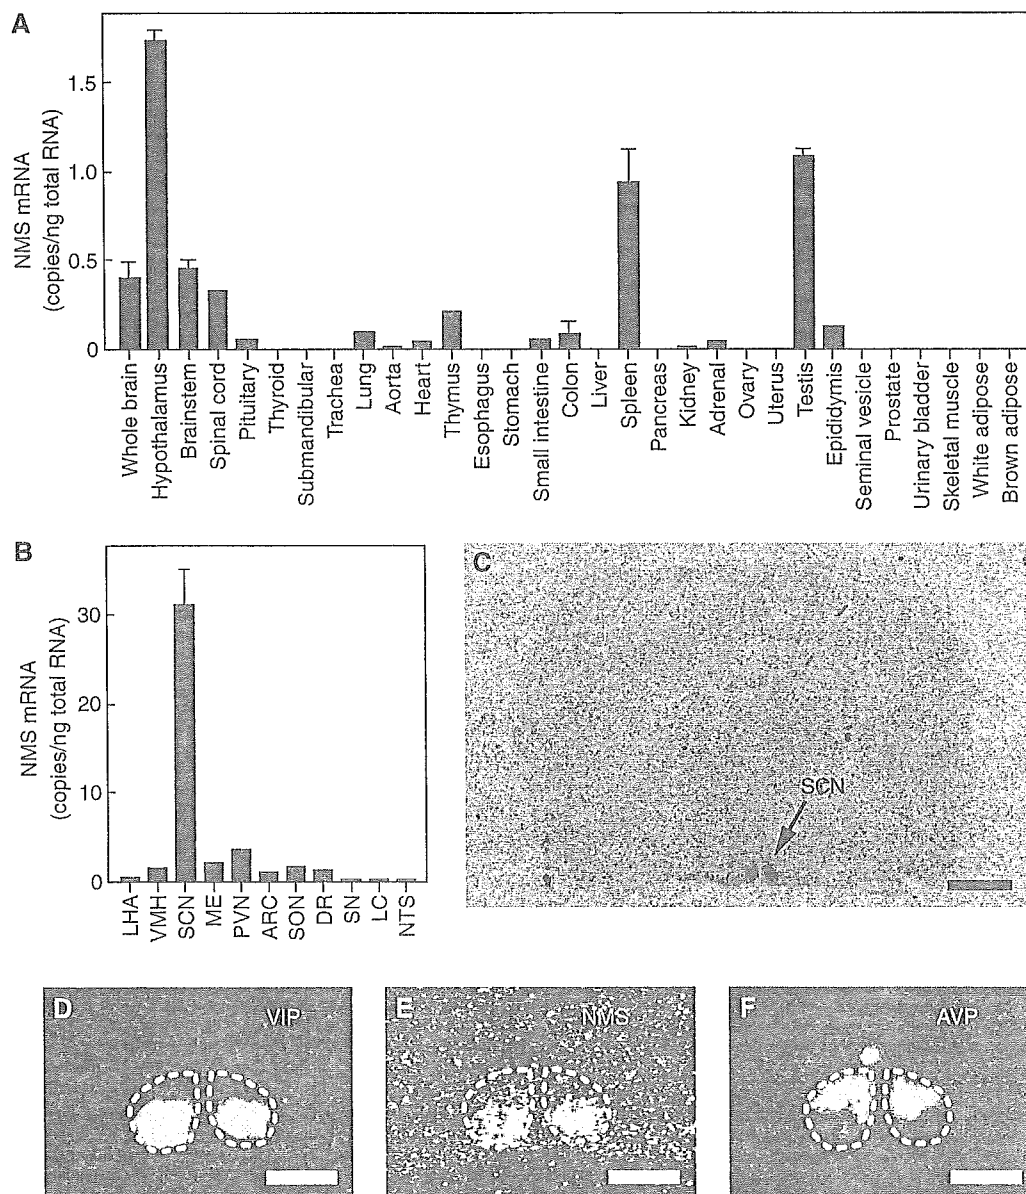 A
NMS mRNA
(copies/ng total RNA)
1.5
1.0
0.5
0
Whole brain
Hypothalamus
Brainstem
Spinal cord
Pituitary
Thyroid
Submandibular
Trachea
Lung
Aorta
Heart
Thymus
Esophagus
Stomach
Small intestine
Colon
Liver
Spleen
Pancreas
Kidney
Adrenal
Ovary
Uterus
Testis
Epididymis
Seminal vesicle
Prostate
Urinary bladder
Skeletal muscle
White adipose
Brown adipose
B
NMS mRNA
(copies/ng total RNA)
30
20
10
0
LHA
VMH
SCN
ME
PVN
ARC
SON
DR
SN
LC
NTS
C
SCN
D
VIP
E
NMS
F
AVP